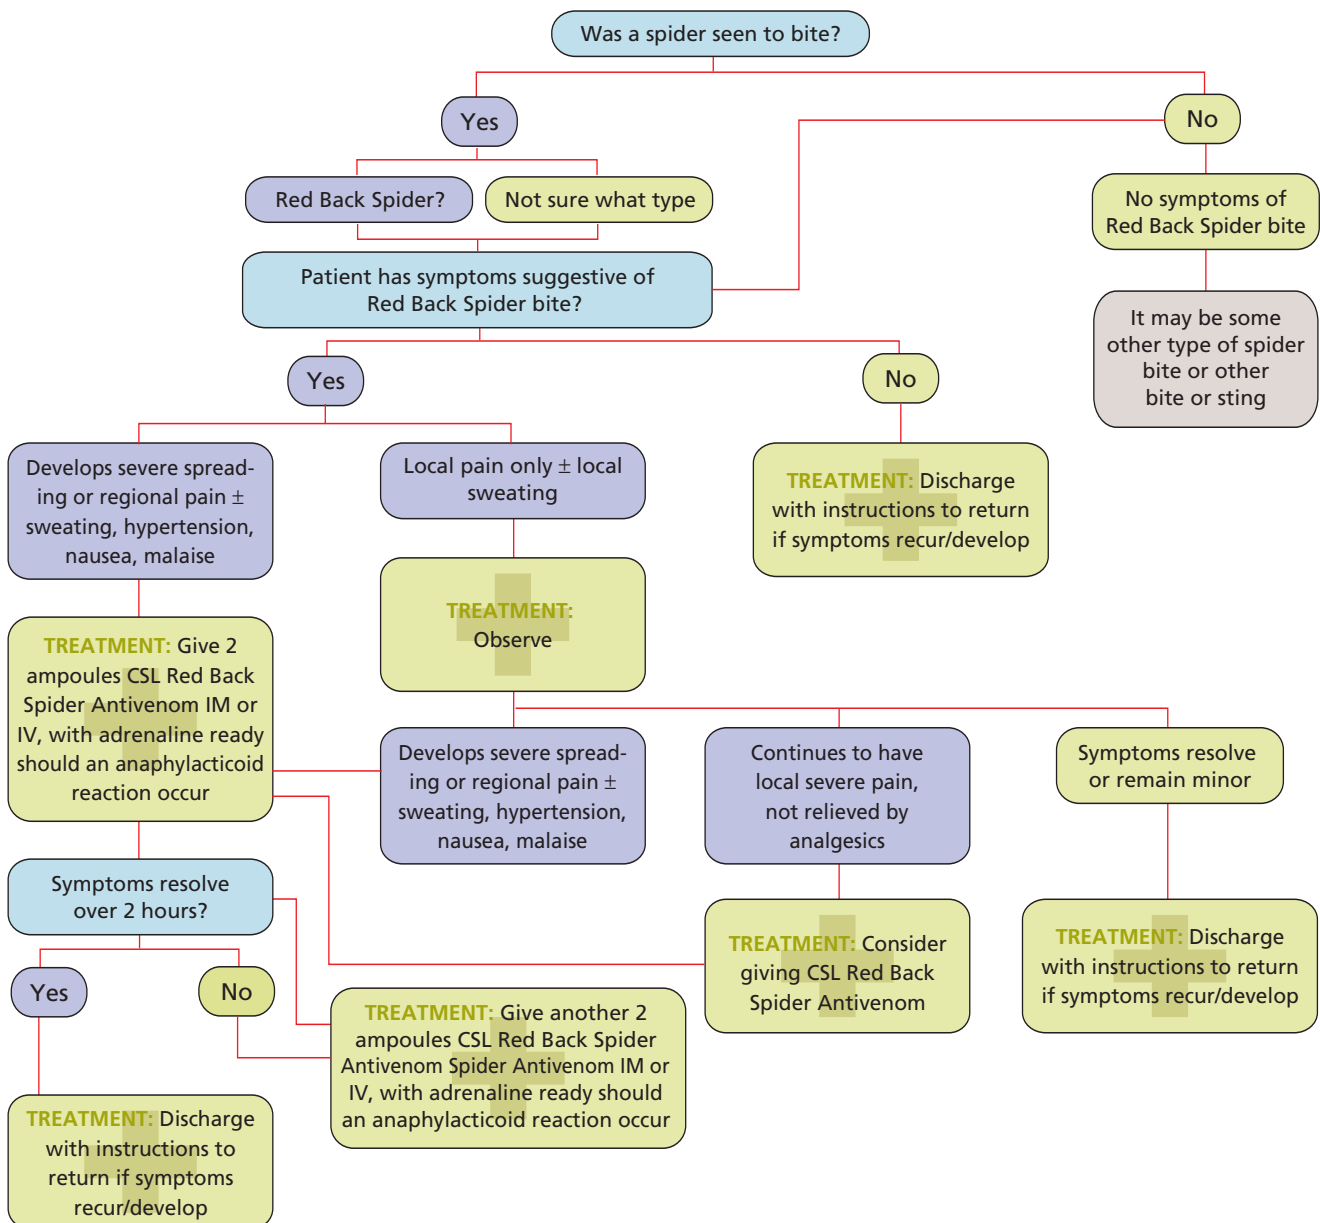 Was a spider seen to bite?
Yes
No
Red Back Spider?
Not sure what type
No symptoms of
Red Back Spider bite
Patient has symptoms suggestive of
Red Back Spider bite?
It may be some
other type of spider
bite or other
bite or sting
Yes
No
Develops severe spread-
ing or regional pain ±
sweating, hypertension,
nausea, malaise
Local pain only ± local
sweating
TREATMENT: Discharge
with instructions to return
if symptoms recur/develop
TREATMENT:
Observe
TREATMENT: Give 2
ampoules CSL Red Back
Spider Antivenom IM or
IV, with adrenaline ready
should an anaphylacticoid
reaction occur
Develops severe spread-
ing or regional pain ±
sweating, hypertension,
nausea, malaise
Continues to have
local severe pain,
not relieved by
analgesics
Symptoms resolve
or remain minor
Symptoms resolve
over 2 hours?
TREATMENT: Consider
giving CSL Red Back
Spider Antivenom
TREATMENT: Discharge
with instructions to return
if symptoms recur/develop
Yes
No
TREATMENT: Give another 2
ampoules CSL Red Back Spider
Antivenom Spider Antivenom IM or
IV, with adrenaline ready should
an anaphylacticoid reaction occur
TREATMENT: Discharge
with instructions to
return if symptoms
recur/develop